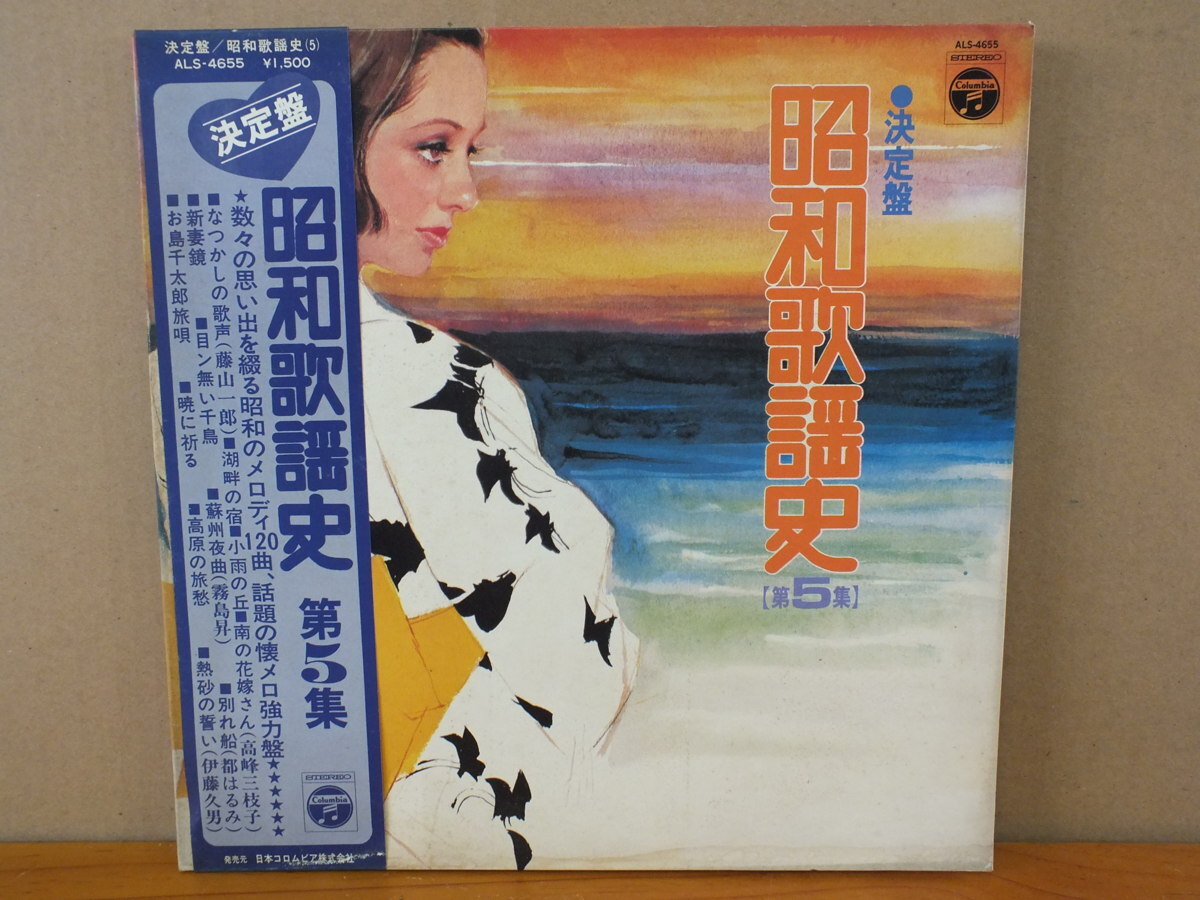 決定盤/昭和歌謡史(5)
ALS-4655 ¥1,500
決定盤
昭和歌謡史 第5集
★数々の思い出を綴る昭和のメロディ120曲、話題の懐メロ強力盤★★★★★
■なつかしの歌声(藤山一郎)■湖畔の宿■小雨の丘■南の花嫁さん(高峰三枝子)
■新妻鏡 ■目ン無い千鳥 ■蘇州夜曲(霧島昇) ■別れ船(都はるみ)
■お島千太郎旅唄 ■暁に祈る ■高原の旅愁 ■熱砂の誓い(伊藤久男)
STEREO
Columbia
発売元 日本コロムビア株式会社
ALS-4655
STEREO
Columbia
●決定盤
昭和歌謡史
【第5集】